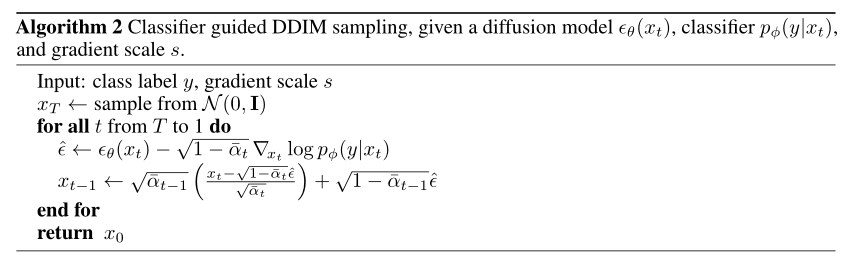 Algorithm 2 Classifier guided DDIM sampling, given a diffusion model $\epsilon_\theta(x_t)$, classifier $p_\phi(y|x_t)$,
and gradient scale $s$.
Input: class label $y$, gradient scale $s$
$x_T \leftarrow$ sample from $\mathcal{N}(0, \mathbf{I})$
for all $t$ from $T$ to 1 do
$\hat{\epsilon} \leftarrow \epsilon_\theta(x_t) - \sqrt{1 - \bar{\alpha}_t} \, \nabla_{x_t} \log p_\phi(y|x_t)$
$x_{t-1} \leftarrow \sqrt{\bar{\alpha}_{t-1}} \left( \frac{x_t - \sqrt{1 - \bar{\alpha}_t} \hat{\epsilon}}{\sqrt{\bar{\alpha}_t}} \right) + \sqrt{1 - \bar{\alpha}_{t-1}} \hat{\epsilon}$
end for
return $x_0$